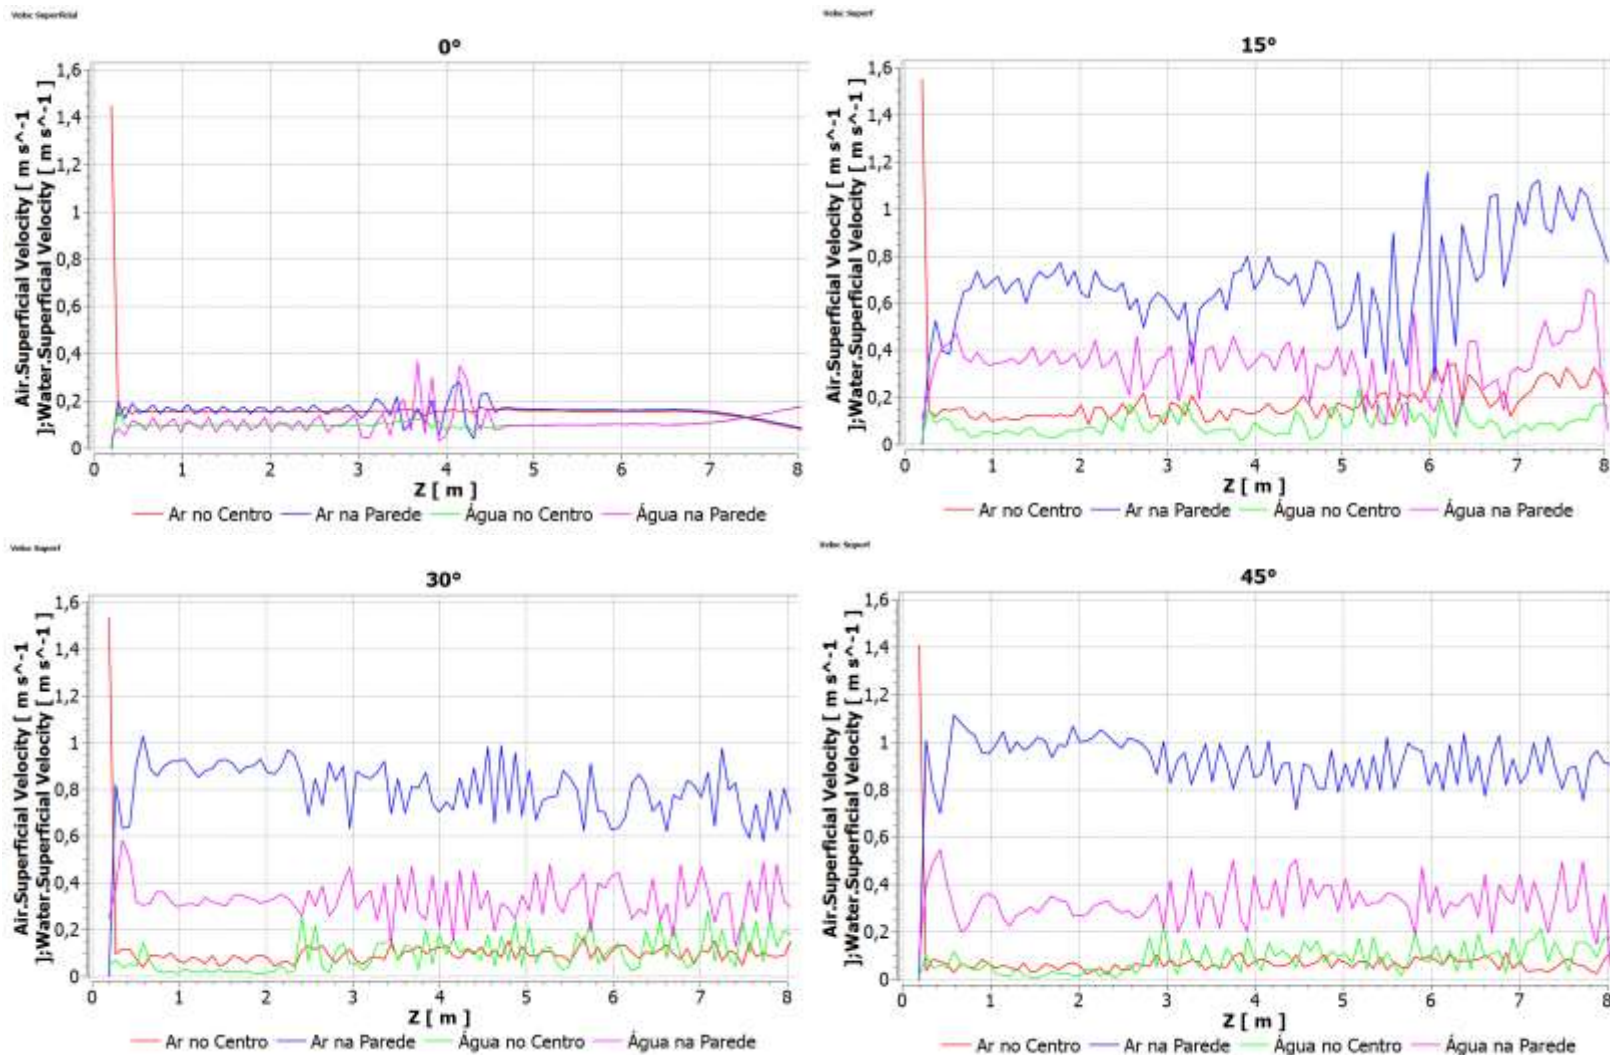 Veloc Superficial
0°
Air.Superficial Velocity [ m s^-1
];Water.Superficial Velocity [ m s^-1 ]
1,6
1,4
1,2
1
0,8
0,6
0,4
0,2
0
0 1 2 3 4 5 6 7 8
Z [ m ]
Ar no Centro Ar na Parede Água no Centro Água na Parede
Veloc Superf
15°
Air.Superficial Velocity [ m s^-1
];Water.Superficial Velocity [ m s^-1 ]
1,6
1,4
1,2
1
0,8
0,6
0,4
0,2
0
0 1 2 3 4 5 6 7 8
Z [ m ]
Ar no Centro Ar na Parede Água no Centro Água na Parede
Veloc Superf
30°
Air.Superficial Velocity [ m s^-1
];Water.Superficial Velocity [ m s^-1 ]
1,6
1,4
1,2
1
0,8
0,6
0,4
0,2
0
0 1 2 3 4 5 6 7 8
Z [ m ]
Ar no Centro Ar na Parede Água no Centro Água na Parede
Veloc Superf
45°
Air.Superficial Velocity [ m s^-1
];Water.Superficial Velocity [ m s^-1 ]
1,6
1,4
1,2
1
0,8
0,6
0,4
0,2
0
0 1 2 3 4 5 6 7 8
Z [ m ]
Ar no Centro Ar na Parede Água no Centro Água na Parede